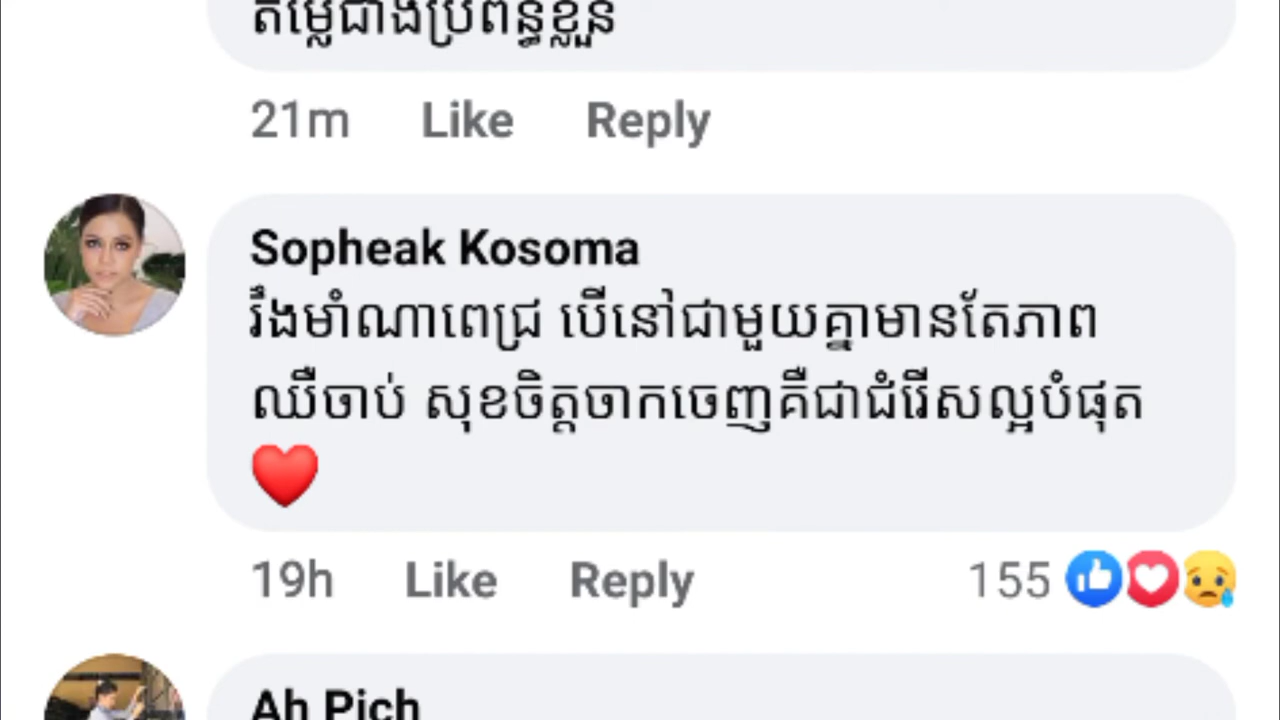 តម្លៃជាងប្រពន្ធខ្លួន
21m Like Reply
Sopheak Kosoma
រឹងមាំណាពេជ្រ បើនៅជាមួយគ្នាមានតែភាព
ឈឺចាប់ សុខចិត្តចាកចេញគឺជាជំរើសល្អបំផុត
❤️
19h Like Reply 155
Ah Pich